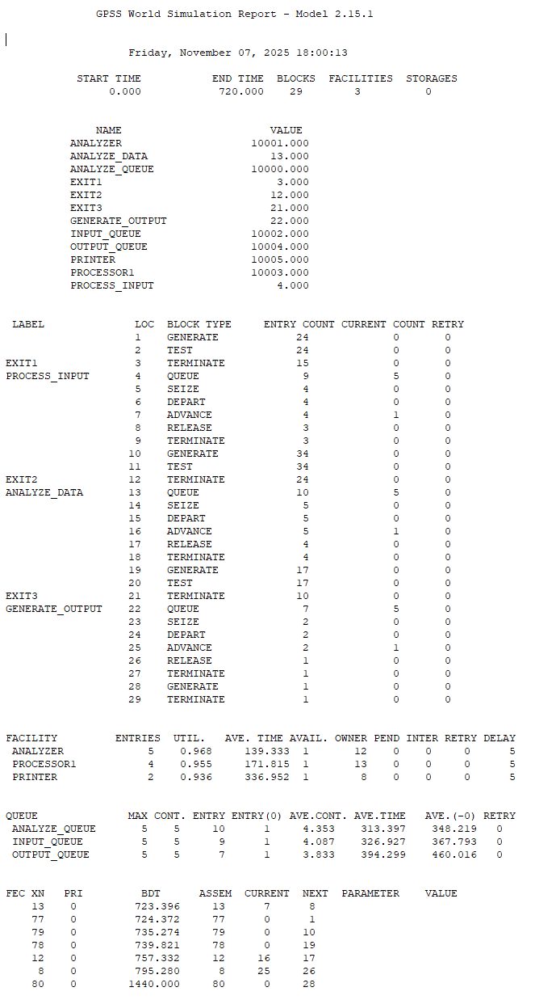 GPSS World Simulation Report - Model 2.15.1
Friday, November 07, 2025 18:00:13
START TIME END TIME BLOCKS FACILITIES STORAGES
0.000 720.000 29 3 0
NAME VALUE
ANALYZER 10001.000
ANALYZE_DATA 13.000
ANALYZE_QUEUE 10000.000
EXIT1 3.000
EXIT2 12.000
EXIT3 21.000
GENERATE_OUTPUT 22.000
INPUT_QUEUE 10002.000
OUTPUT_QUEUE 10004.000
PRINTER 10005.000
PROCESSOR1 10003.000
PROCESS_INPUT 4.000
LABEL LOC BLOCK TYPE ENTRY COUNT CURRENT COUNT RETRY
1 GENERATE 24 0 0
2 TEST 24 0 0
EXIT1 3 TERMINATE 15 0 0
PROCESS_INPUT 4 QUEUE 9 5 0
5 SEIZE 4 0 0
6 DEPART 4 0 0
7 ADVANCE 4 1 0
8 RELEASE 3 0 0
9 TERMINATE 3 0 0
10 GENERATE 34 0 0
11 TEST 34 0 0
EXIT2 12 TERMINATE 24 0 0
ANALYZE_DATA 13 QUEUE 10 5 0
14 SEIZE 5 0 0
15 DEPART 5 0 0
16 ADVANCE 5 1 0
17 RELEASE 4 0 0
18 TERMINATE 4 0 0
19 GENERATE 17 0 0
20 TEST 17 0 0
EXIT3 21 TERMINATE 10 0 0
GENERATE_OUTPUT 22 QUEUE 7 5 0
23 SEIZE 2 0 0
24 DEPART 2 0 0
25 ADVANCE 2 1 0
26 RELEASE 1 0 0
27 TERMINATE 1 0 0
28 GENERATE 1 0 0
29 TERMINATE 1 0 0
FACILITY ENTRIES UTIL. AVE. TIME AVAIL. OWNER PEND INTER RETRY DELAY
ANALYZER 5 0.968 139.333 1 12 0 0 0 5
PROCESSOR1 4 0.955 171.815 1 13 0 0 0 5
PRINTER 2 0.936 336.952 1 8 0 0 0 5
QUEUE MAX CONT. ENTRY ENTRY(0) AVE.CONT. AVE.TIME AVE.(-0) RETRY
ANALYZE_QUEUE 5 5 10 1 4.353 313.397 348.219 0
INPUT_QUEUE 5 5 9 1 4.087 326.927 367.793 0
OUTPUT_QUEUE 5 5 7 1 3.833 394.299 460.016 0
FEC XN PRI BDT ASSEM CURRENT NEXT PARAMETER VALUE
13 0 723.396 13 7 8
77 0 724.372 77 0 1
79 0 735.274 79 0 10
78 0 739.821 78 0 19
12 0 757.332 12 16 17
8 0 795.280 8 25 26
80 0 1440.000 80 0 28